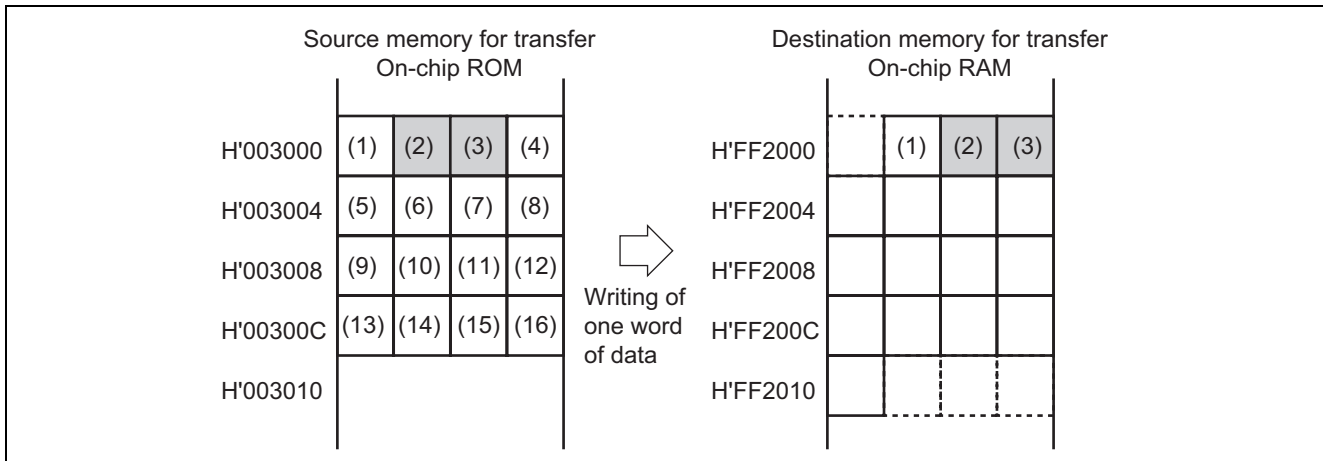 Source memory for transfer
On-chip ROM
H'003000 (1) (2) (3) (4)
H'003004 (5) (6) (7) (8)
H'003008 (9) (10) (11) (12)
H'00300C (13) (14) (15) (16)
H'003010
Writing of
one word
of data
Destination memory for transfer
On-chip RAM
H'FF2000 (1) (2) (3)
H'FF2004
H'FF2008
H'FF200C
H'FF2010